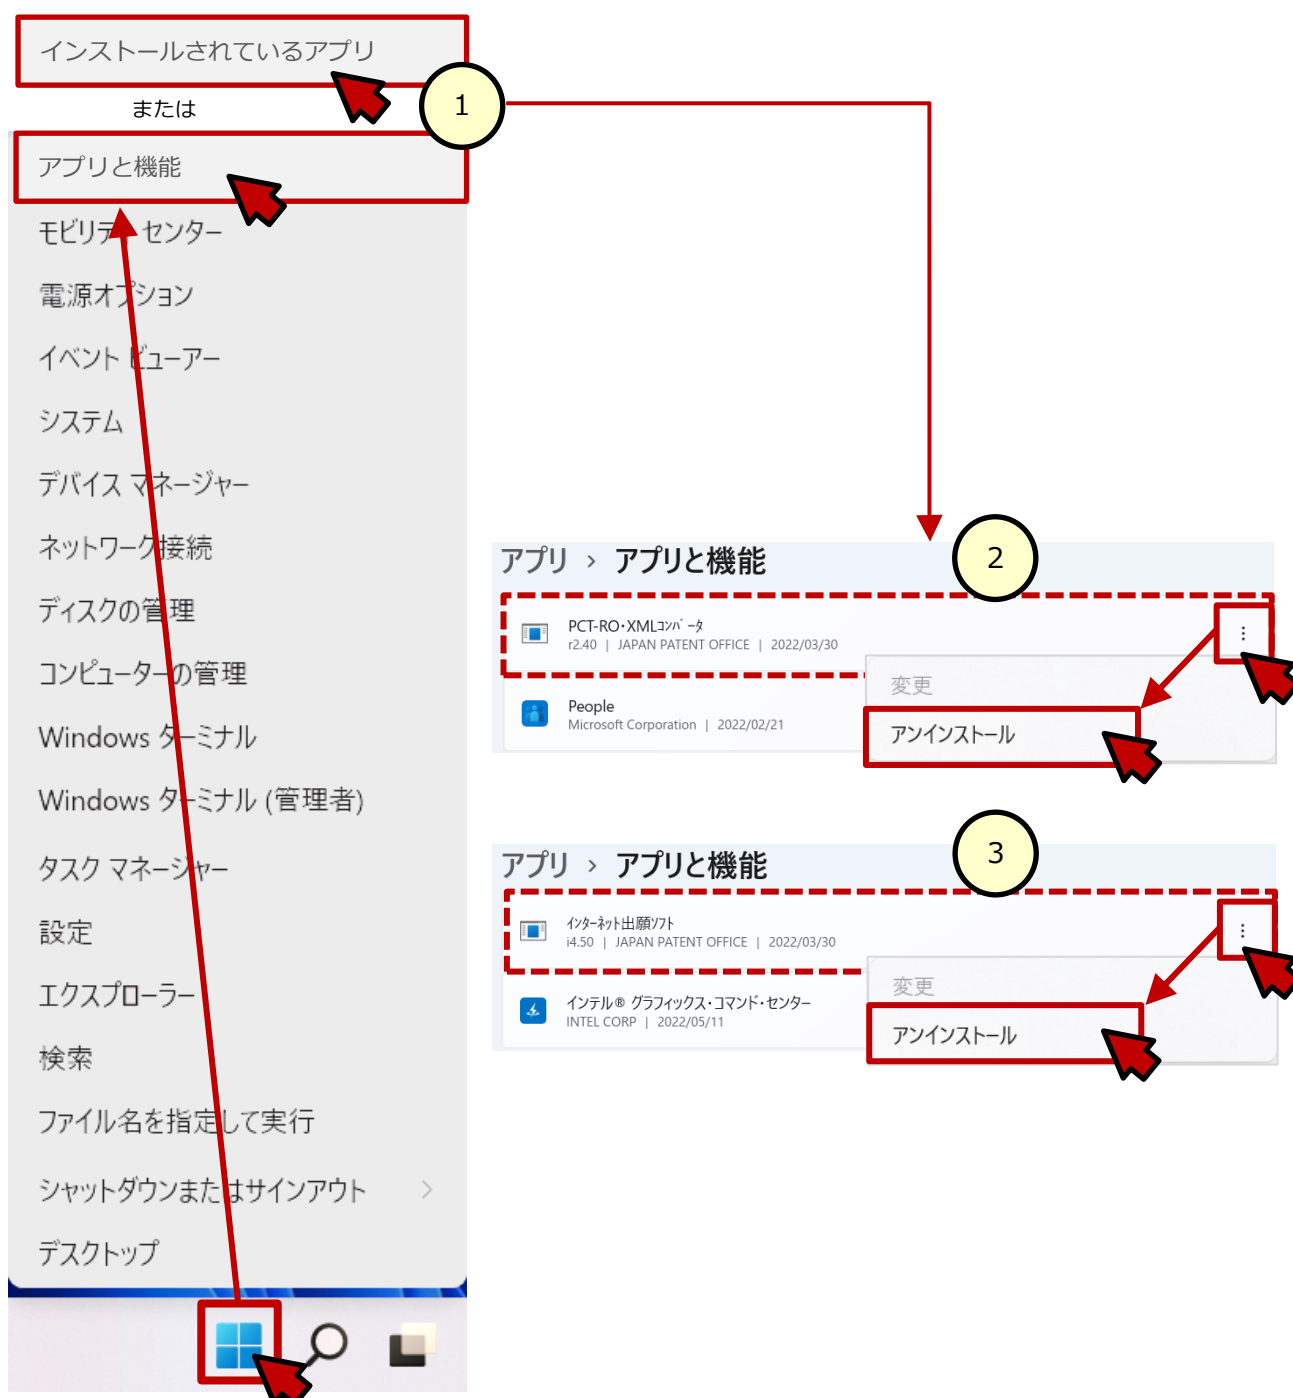 インストールされているアプリ
または
1
アプリと機能
モビリティ センター
電源オプション
イベント ビューアー
システム
デバイス マネージャー
ネットワーク接続
ディスクの管理
コンピューターの管理
Windows ターミナル
Windows ターミナル (管理者)
タスク マネージャー
設定
エクスプローラー
検索
ファイル名を指定して実行
シャットダウンまたはサインアウト
デスクトップ
アプリ › アプリと機能
2
PCT-RO・XMLｺﾝﾊﾞｰﾀ
r2.40 | JAPAN PATENT OFFICE | 2022/03/30
変更
People
Microsoft Corporation | 2022/02/21
アンインストール
アプリ › アプリと機能
3
ｲﾝﾀｰﾈｯﾄ出願ｿﾌﾄ
i4.50 | JAPAN PATENT OFFICE | 2022/03/30
変更
インテル® グラフィックス・コマンド・センター
INTEL CORP | 2022/05/11
アンインストール